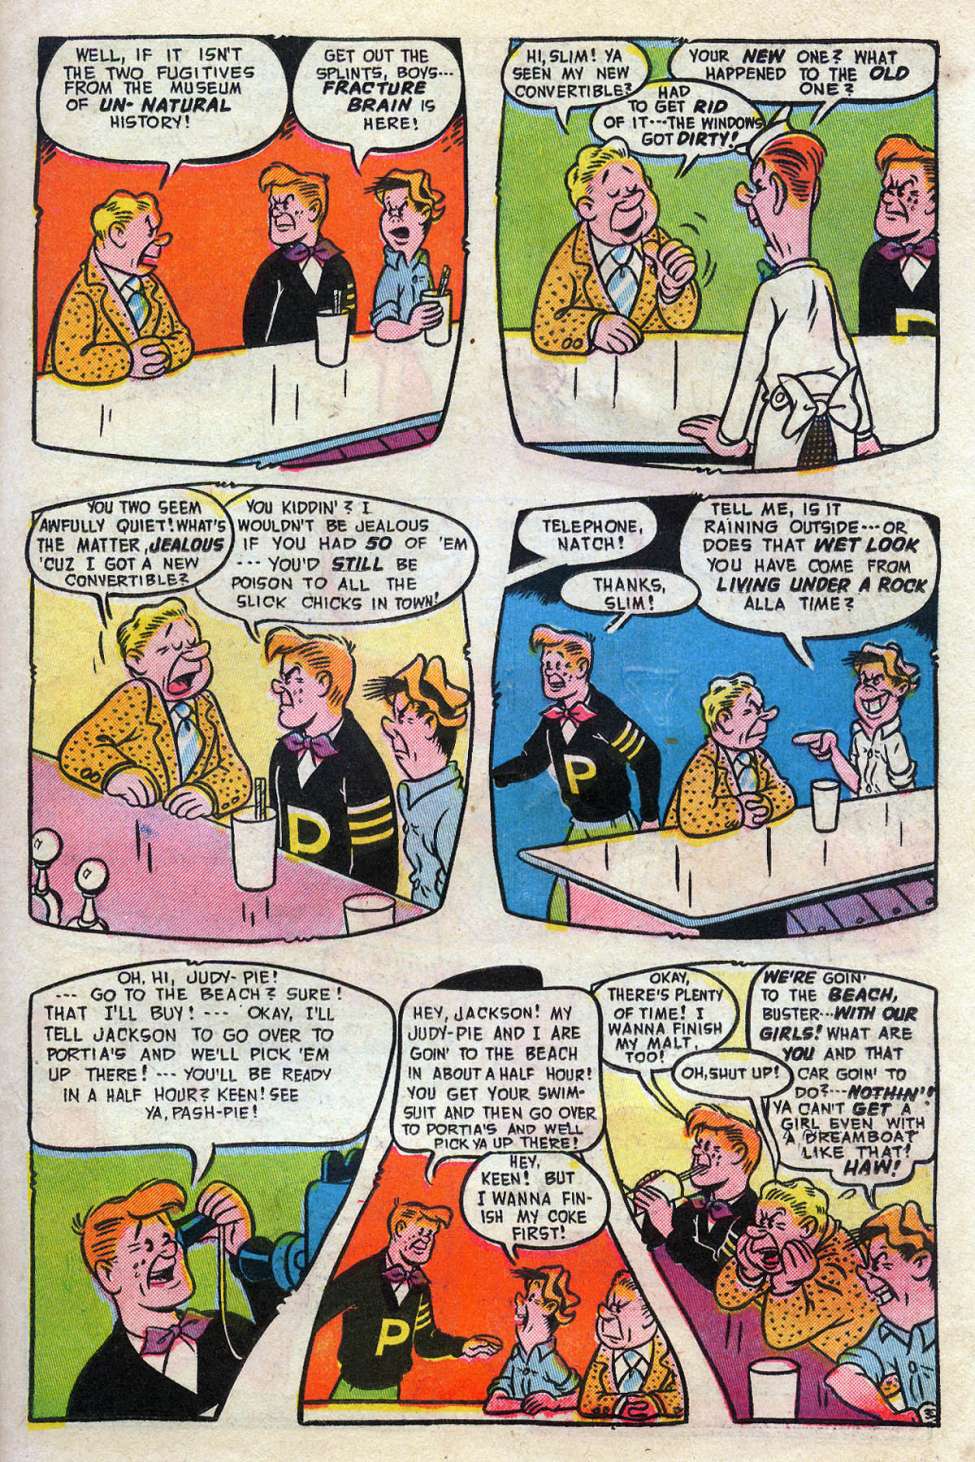 WELL, IF IT ISN'T
THE TWO FUGITIVES
FROM THE MUSEUM
OF UN-NATURAL
HISTORY!
GET OUT THE
SPLINTS, BOYS---
FRACTURE
BRAIN IS
HERE!
HI, SLIM! YA
SEEN MY NEW
CONVERTIBLE?
YOUR NEW ONE? WHAT
HAPPENED TO THE OLD
ONE?
HAD
TO GET RID
OF IT---THE WINDOWS
GOT DIRTY!
YOU TWO SEEM
AWFULLY QUIET! WHAT'S
THE MATTER, JEALOUS
'CUZ I GOT A NEW
CONVERTIBLE?
YOU KIDDIN'? I
WOULDN'T BE JEALOUS
IF YOU HAD 50 OF 'EM
--- YOU'D STILL BE
POISON TO ALL THE
SLICK CHICKS IN TOWN!
P
TELEPHONE,
NATCH!
THANKS,
SLIM!
TELL ME, IS IT
RAINING OUTSIDE---OR
DOES THAT WET LOOK
YOU HAVE COME FROM
LIVING UNDER A ROCK
ALLA TIME?
P
OH, HI, JUDY-PIE!
--- GO TO THE BEACH? SURE!
THAT I'LL BUY! --- OKAY, I'LL
TELL JACKSON TO GO OVER TO
PORTIA'S AND WE'LL PICK 'EM
UP THERE! --- YOU'LL BE READY
IN A HALF HOUR? KEEN! SEE
YA, PASH-PIE!
HEY, JACKSON! MY
JUDY-PIE AND I ARE
GOIN' TO THE BEACH
IN ABOUT A HALF HOUR!
YOU GET YOUR SWIM-
SUIT AND THEN GO OVER
TO PORTIA'S AND WE'LL
PICK YA UP THERE!
HEY,
KEEN! BUT
I WANNA FIN-
ISH MY COKE
FIRST!
P
OKAY,
THERE'S PLENTY
OF TIME! I
WANNA FINISH
MY MALT,
TOO!
OH, SHUT UP!
WE'RE GOIN'
TO THE BEACH,
BUSTER---WITH OUR
GIRLS! WHAT ARE
YOU AND THAT
CAR GOIN' TO
DO?---NOTHIN'!
YA CAN'T GET A
GIRL EVEN WITH
A DREAMBOAT
LIKE THAT!
HAW!